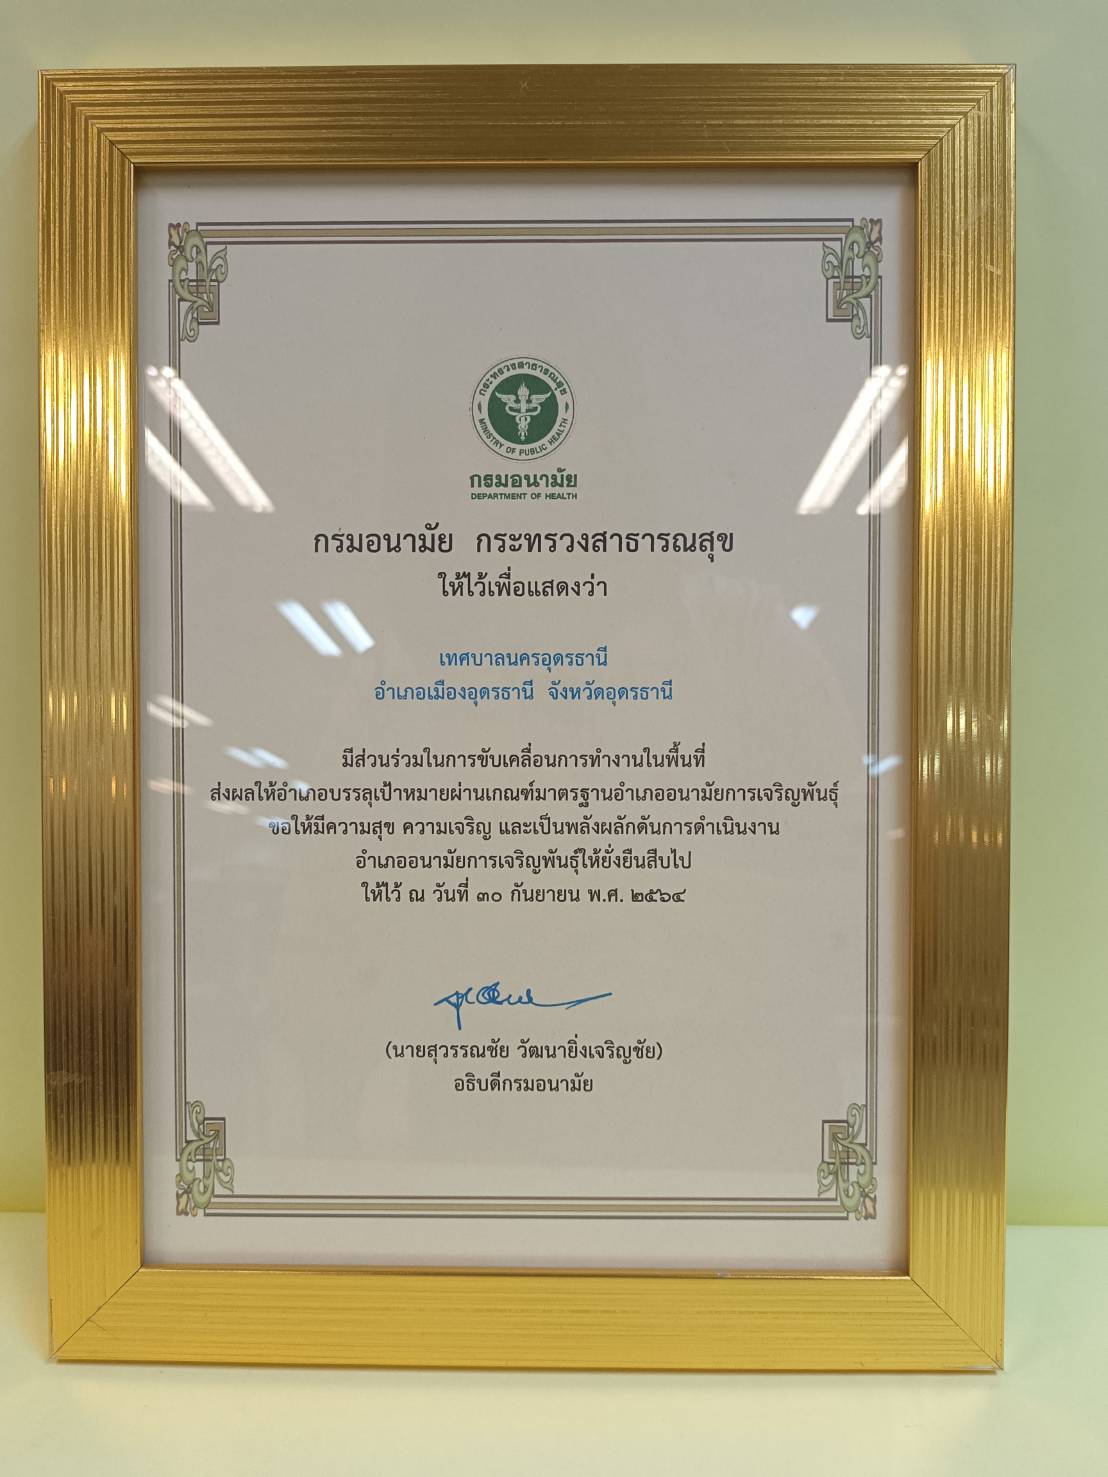 กระทรวงสาธารณสุข
MINISTRY OF PUBLIC HEALTH
กรมอนามัย
DEPARTMENT OF HEALTH
กรมอนามัย กระทรวงสาธารณสุข
ให้ไว้เพื่อแสดงว่า
เทศบาลนครอุดรธานี
อำเภอเมืองอุดรธานี จังหวัดอุดรธานี
มีส่วนร่วมในการขับเคลื่อนการทำงานในพื้นที่
ส่งผลให้อำเภอบรรลุเป้าหมายผ่านเกณฑ์มาตรฐานอำเภออนามัยการเจริญพันธุ์
ขอให้มีความสุข ความเจริญ และเป็นพลังผลักดันการดำเนินงาน
อำเภออนามัยการเจริญพันธุ์ให้ยั่งยืนสืบไป
ให้ไว้ ณ วันที่ ๓๐ กันยายน พ.ศ. ๒๕๖๔
(นายสุวรรณชัย วัฒนายิ่งเจริญชัย)
อธิบดีกรมอนามัย